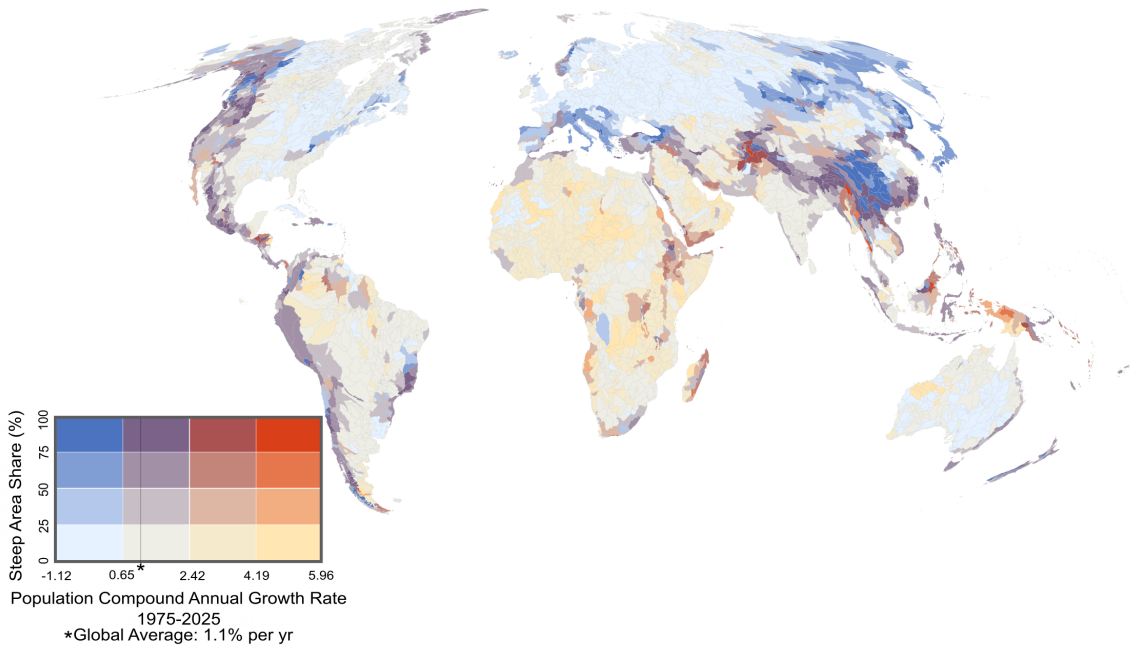 Steep Area Share (%)
100
75
50
25
0
-1.12 0.65 * 2.42 4.19 5.96
Population Compound Annual Growth Rate
1975-2025
*Global Average: 1.1% per yr